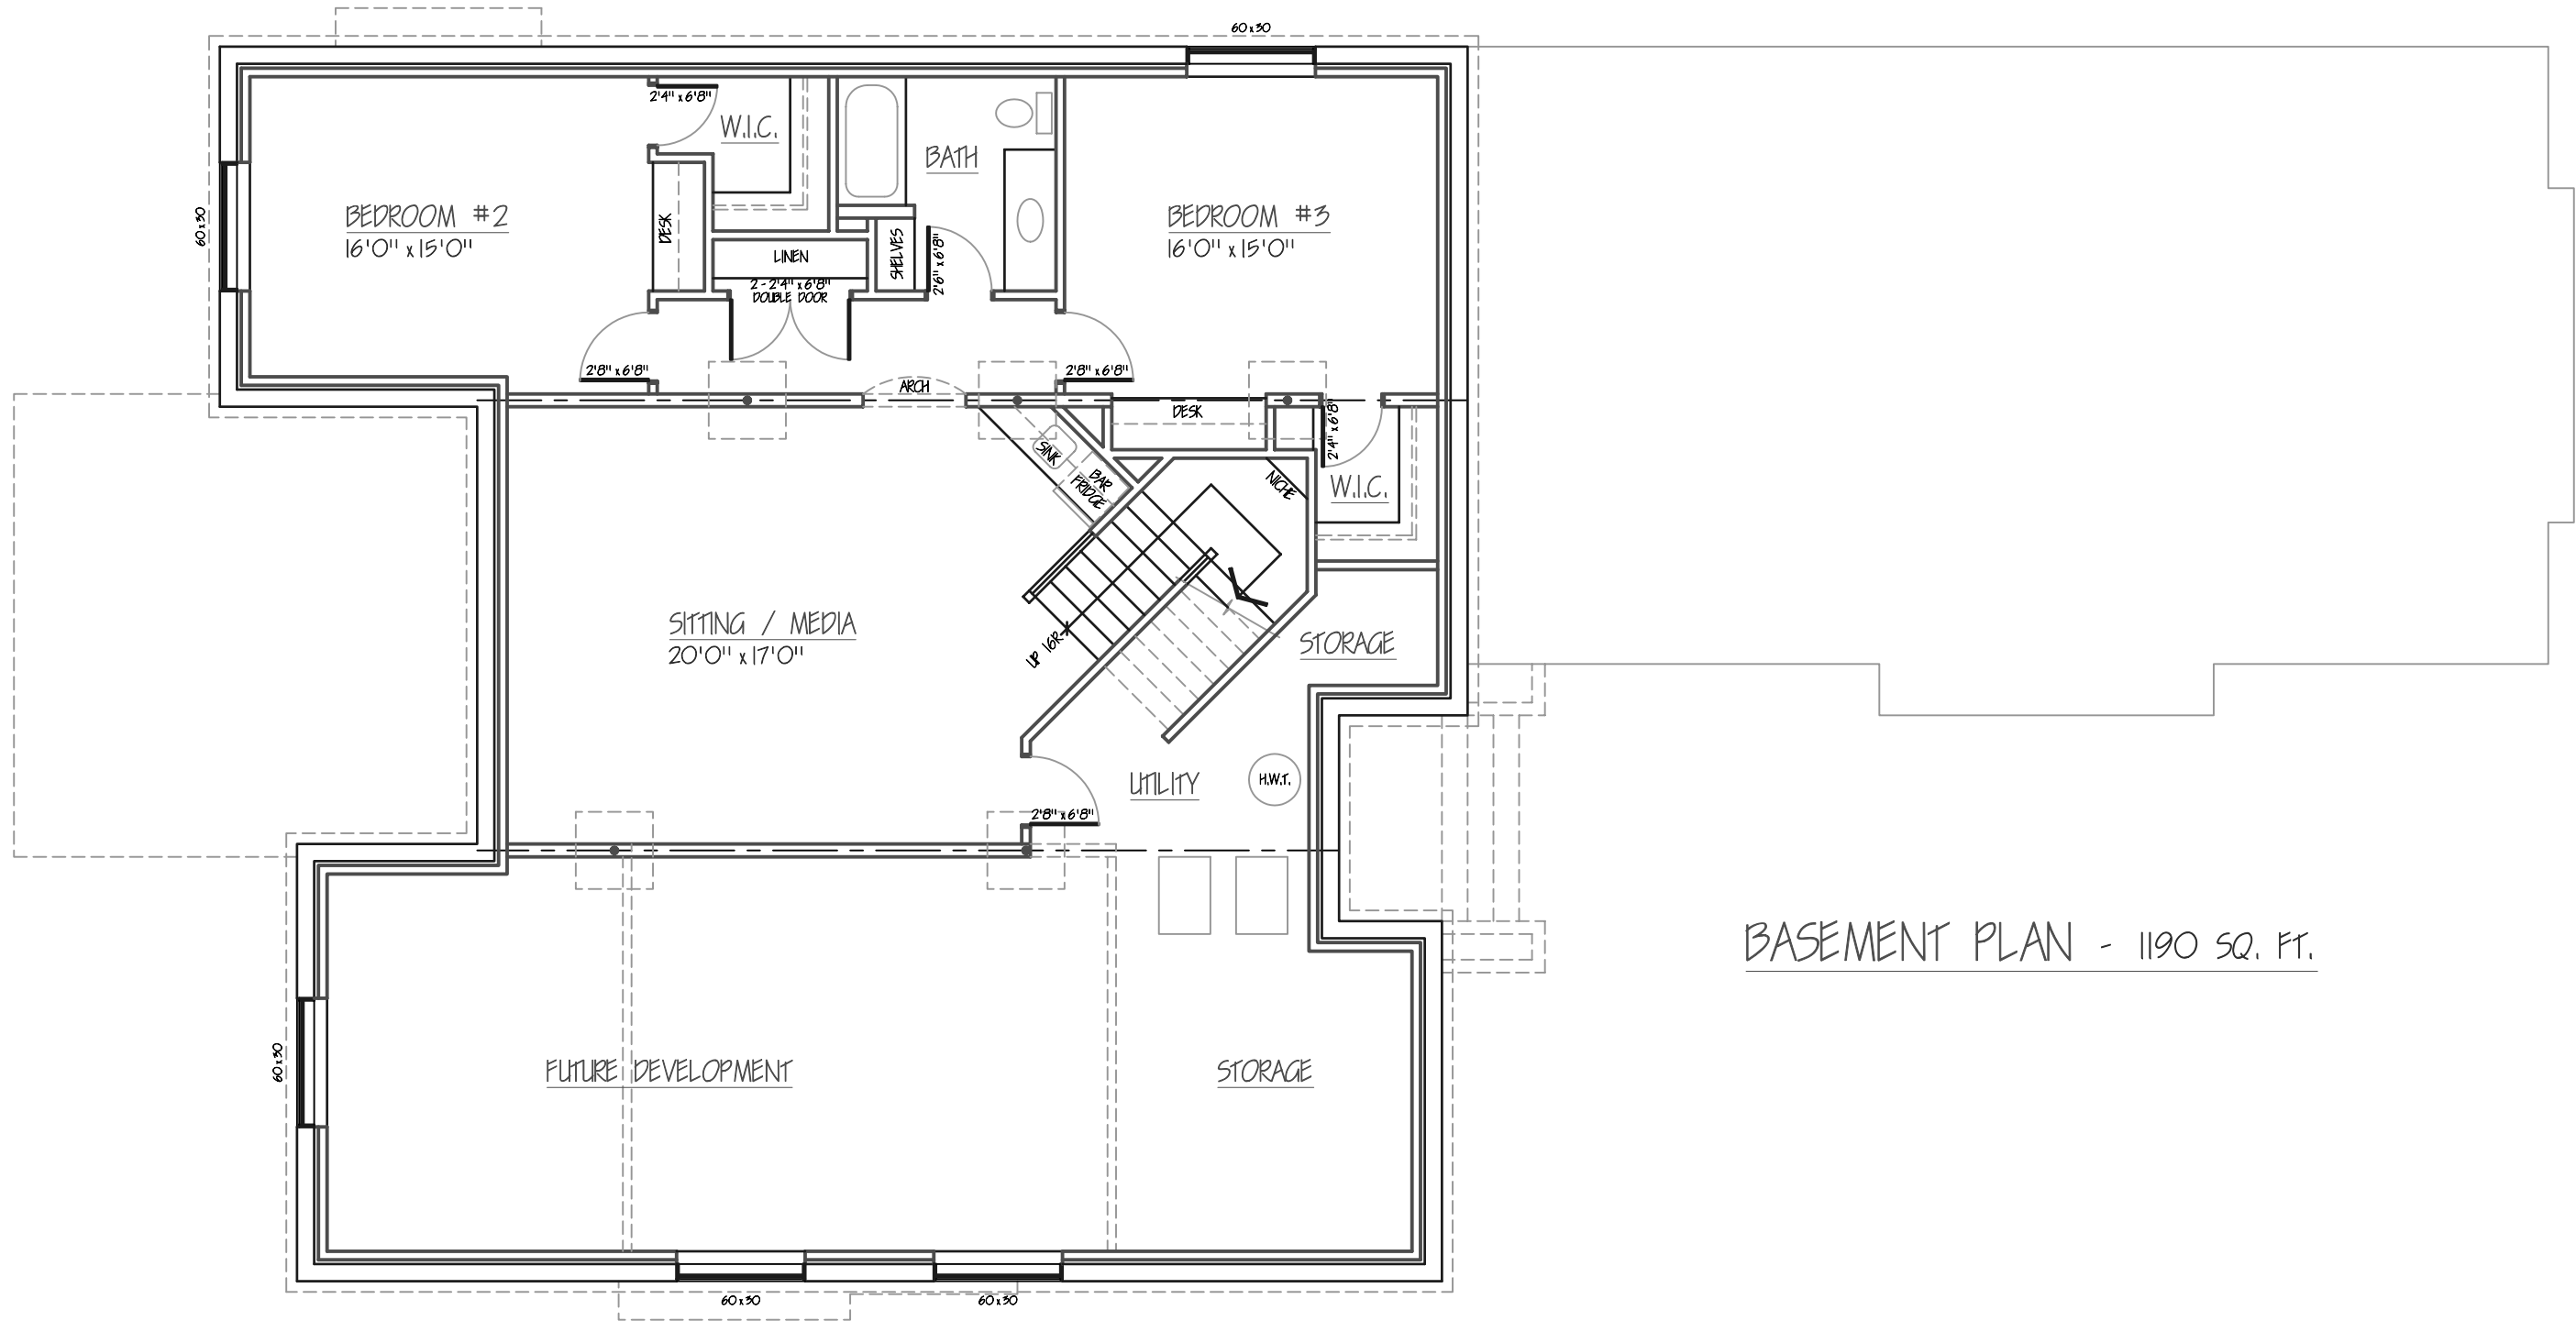 60x30
2'4" x 6'8"
W.I.C.
BATH
60x30
BEDROOM #2
16'0" x 15'0"
DESK
LINEN
2 - 2'4" x 6'8"
DOUBLE DOOR
SHELVES
2'6" x 6'8"
BEDROOM #3
16'0" x 15'0"
2'8" x 6'8"
ARCH
2'8" x 6'8"
DESK
2'4" x 6'8"
SINK
BAR
FRIDGE
NICHE
W.I.C.
SITTING / MEDIA
20'0" x 17'0"
UP 16R
STORAGE
UTILITY
H.W.T.
2'8" x 6'8"
BASEMENT PLAN - 1190 SQ. FT.
60x30
FUTURE DEVELOPMENT
STORAGE
60x30
60x30